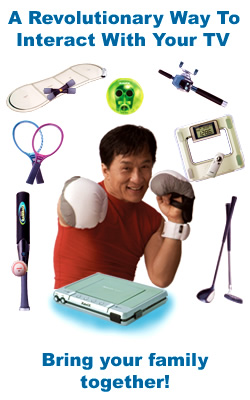 A Revolutionary Way To
Interact With Your TV
Bring your family
together!